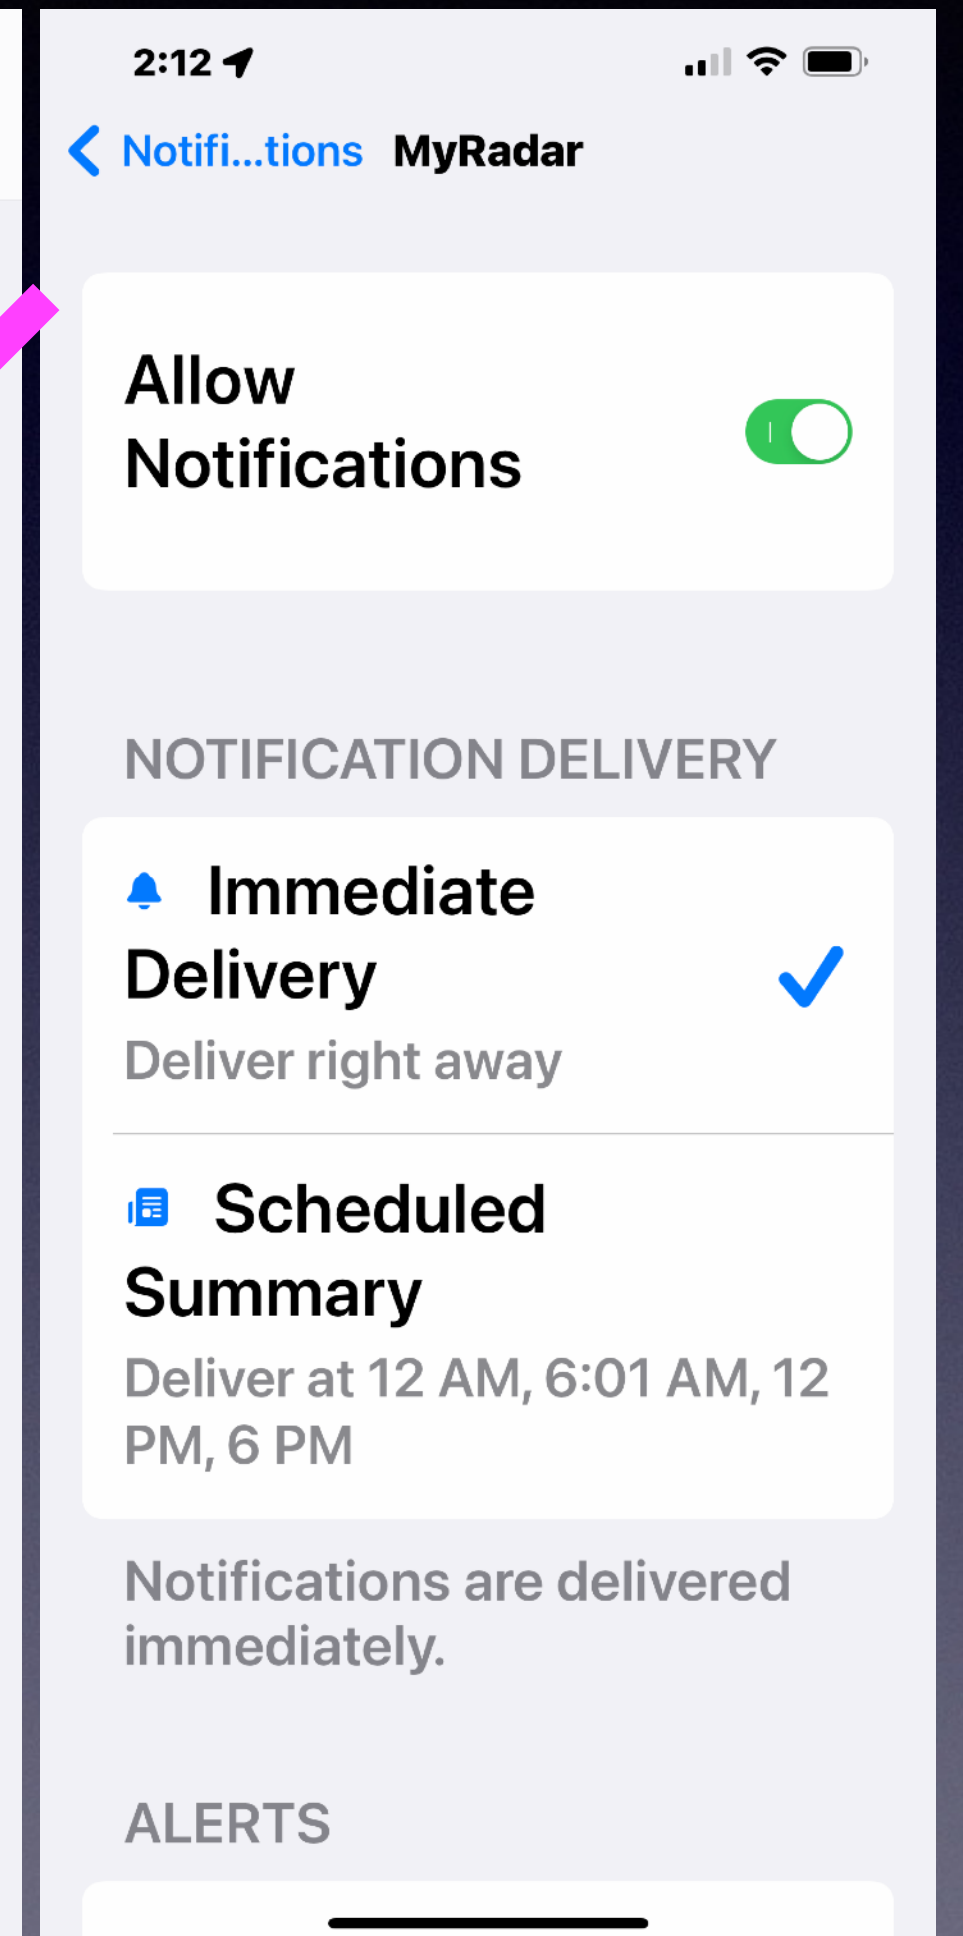 2:12
Notifi...tions MyRadar
Allow
Notifications
NOTIFICATION DELIVERY
Immediate
Delivery
Deliver right away
Scheduled
Summary
Deliver at 12 AM, 6:01 AM, 12
PM, 6 PM
Notifications are delivered
immediately.
ALERTS